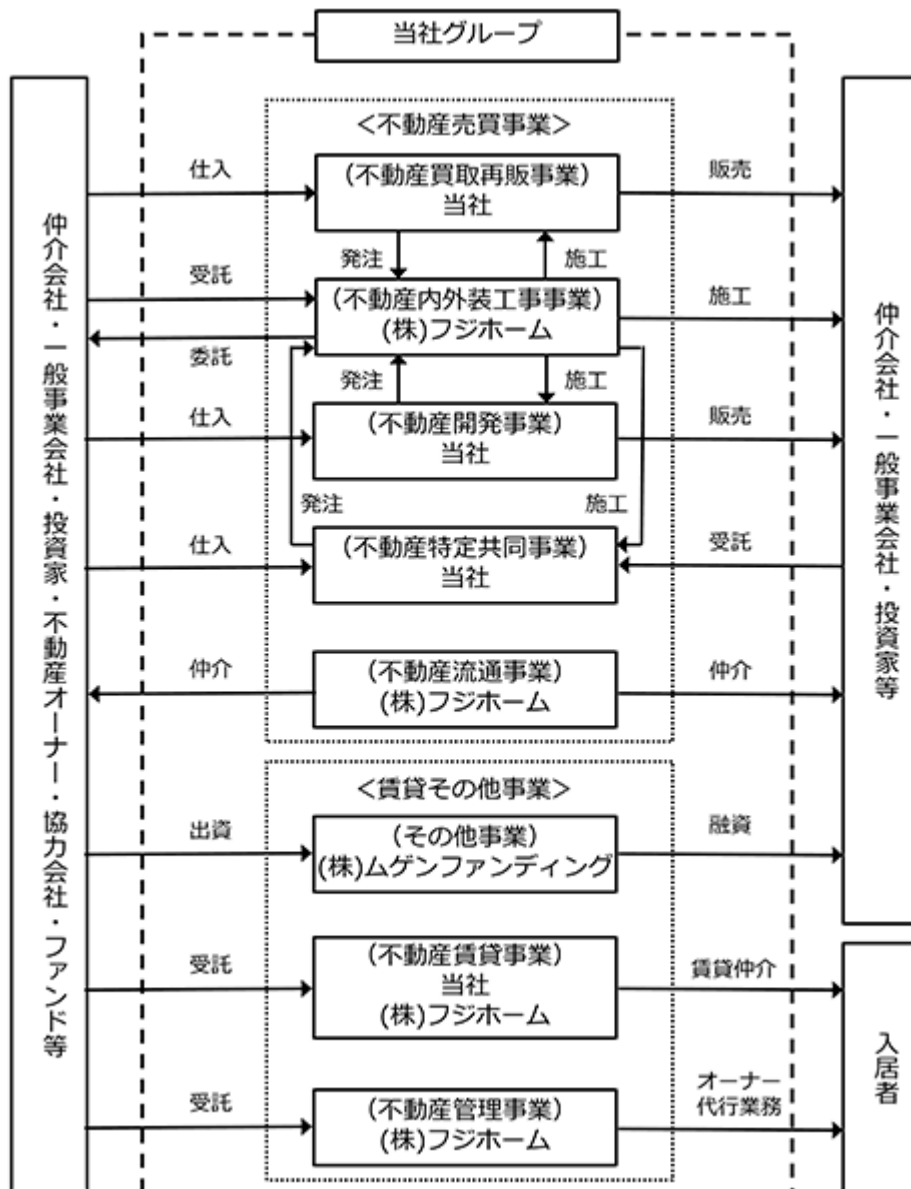 当社グループ
仲介会社・一般事業会社・投資家・不動産オーナー・協力会社・ファンド等
<不動産売買事業>
仕入
(不動産買取再販事業)
当社
販売
発注
施工
受託
(不動産内外装工事事業)
(株)フジホーム
施工
委託
発注
施工
仕入
(不動産開発事業)
当社
販売
発注
施工
仕入
(不動産特定共同事業)
当社
受託
仲介
(不動産流通事業)
(株)フジホーム
仲介
仲介会社・一般事業会社・投資家等
<賃貸その他事業>
出資
(その他事業)
(株)ムゲンファンディング
融資
受託
(不動産賃貸事業)
当社
(株)フジホーム
賃貸仲介
受託
(不動産管理事業)
(株)フジホーム
オーナー
代行業務
入居者